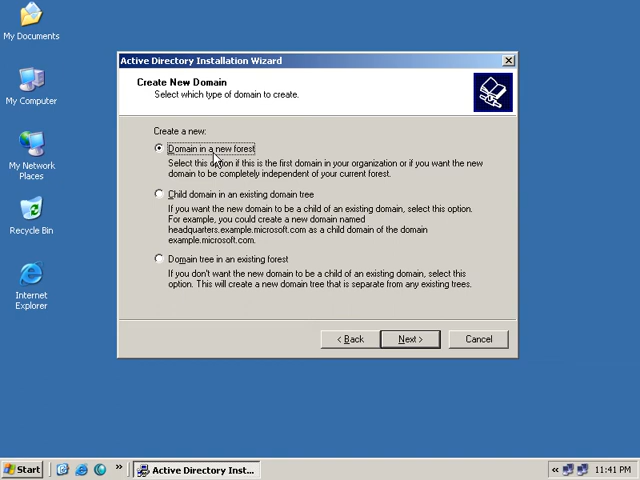 My Documents
My Computer
My Network
Places
Recycle Bin
Internet
Explorer
Active Directory Installation Wizard
Create New Domain
Select which type of domain to create.
Create a new:
Domain in a new forest
Select this option if this is the first domain in your organization or if you want the new
domain to be completely independent of your current forest.
Child domain in an existing domain tree
If you want the new domain to be a child of an existing domain, select this option.
For example, you could create a new domain named
headquarters.example.microsoft.com as a child domain of the domain
example.microsoft.com.
Domain tree in an existing forest
If you don't want the new domain to be a child of an existing domain, select this
option. This will create a new domain tree that is separate from any existing trees.
< Back
Next >
Cancel
Start
»
Active Directory Inst...
«
11:41 PM